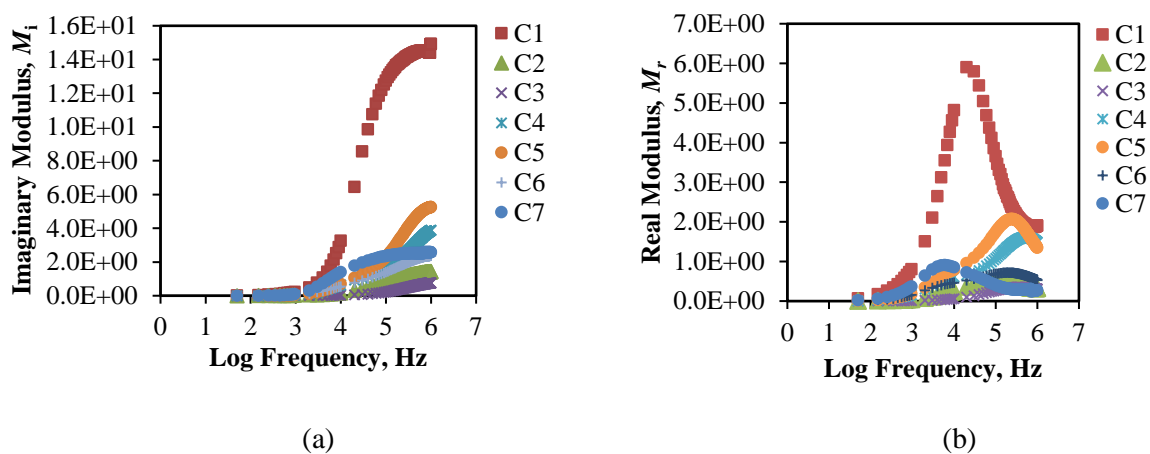 Imaginary Modulus, Mi
1.6E+01
1.4E+01
1.2E+01
1.0E+01
8.0E+00
6.0E+00
4.0E+00
2.0E+00
0.0E+00
0 1 2 3 4 5 6 7
Log Frequency, Hz
C1
C2
C3
C4
C5
C6
C7
(a)
Real Modulus, Mr
7.0E+00
6.0E+00
5.0E+00
4.0E+00
3.0E+00
2.0E+00
1.0E+00
0.0E+00
0 1 2 3 4 5 6 7
Log Frequency, Hz
C1
C2
C3
C4
C5
C6
C7
(b)